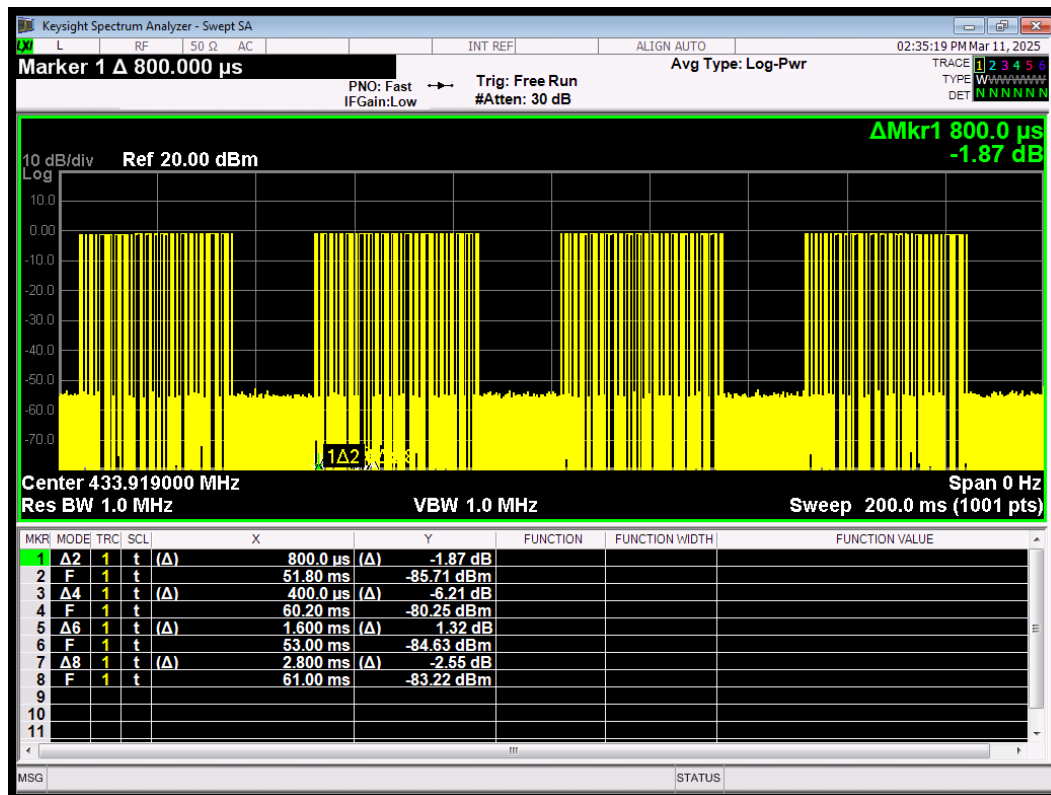 Keysight Spectrum Analyzer - Swept SA
LXI L RF 50 Ω AC INT REF ALIGN AUTO 02:35:19 PM Mar 11, 2025
Marker 1 Δ 800.000 µs Avg Type: Log-Pwr TRACE 1 2 3 4 5 6
PNO: Fast Trig: Free Run TYPE WWWWWW
IFGain:Low #Atten: 30 dB DET N N N N N N
ΔMkr1 800.0 µs
10 dB/div Ref 20.00 dBm -1.87 dB
Log
10.0
0.00
-10.0
-20.0
-30.0
-40.0
-50.0
-60.0
-70.0
1Δ2
Center 433.919000 MHz Span 0 Hz
Res BW 1.0 MHz VBW 1.0 MHz Sweep 200.0 ms (1001 pts)
MKR MODE TRC SCL X Y FUNCTION FUNCTION WIDTH FUNCTION VALUE
1 Δ2 1 t (Δ) 800.0 µs (Δ) -1.87 dB
2 F 1 t 51.80 ms -85.71 dBm
3 Δ4 1 t (Δ) 400.0 µs (Δ) -6.21 dB
4 F 1 t 60.20 ms -80.25 dBm
5 Δ6 1 t (Δ) 1.600 ms (Δ) 1.32 dB
6 F 1 t 53.00 ms -84.63 dBm
7 Δ8 1 t (Δ) 2.800 ms (Δ) -2.55 dB
8 F 1 t 61.00 ms -83.22 dBm
9
10
11
MSG STATUS